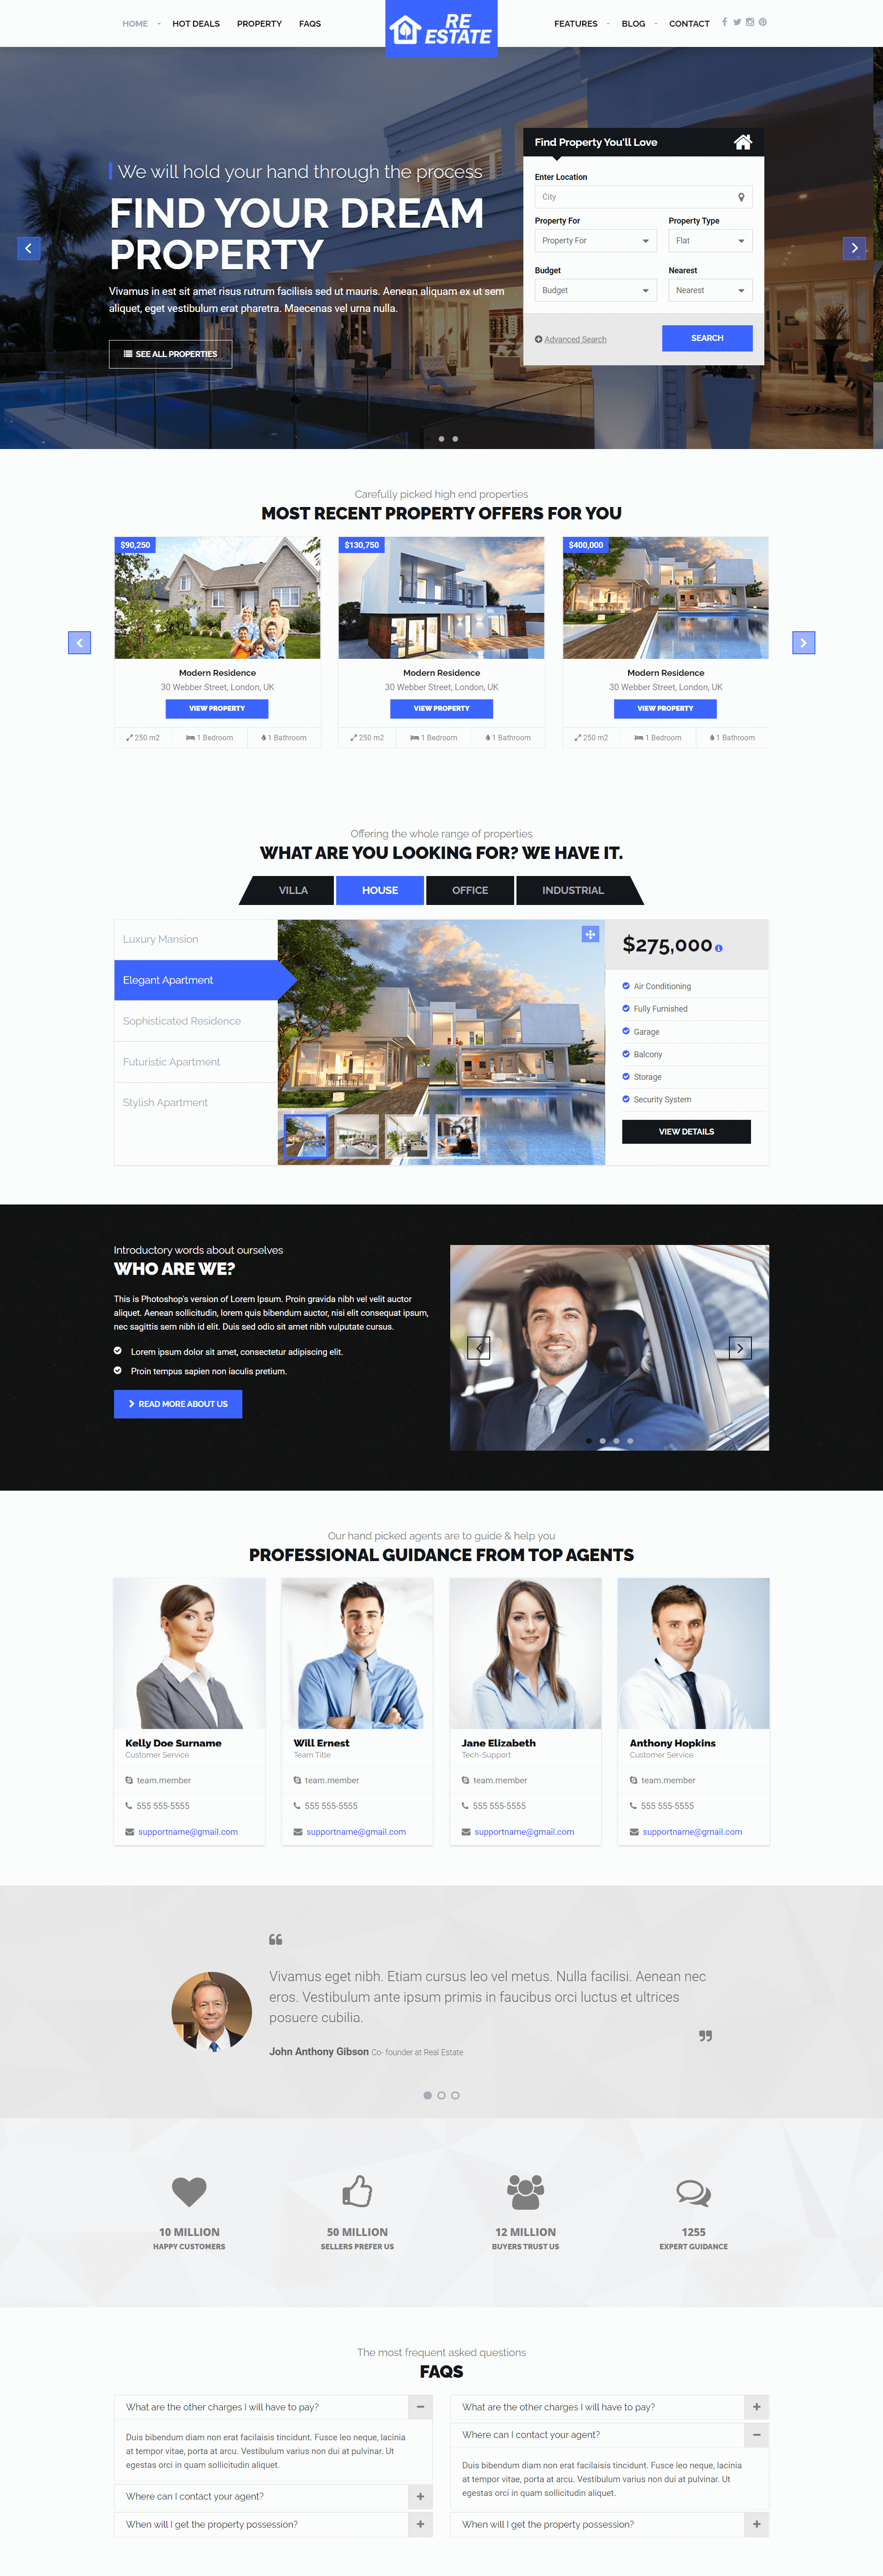 HOME
HOT DEALS
PROPERTY
FAQS
RE
ESTATE
FEATURES
BLOG
CONTACT
We will hold your hand through the process
FIND YOUR DREAM
PROPERTY
Vivamus in est sit amet risus rutrum facilisis sed ut mauris. Aenean aliquam ex ut sem
aliquet, eget vestibulum erat pharetra. Maecenas vel urna nulla.
SEE ALL PROPERTIES
Find Property You'll Love
Enter Location
City
Property For
Property Type
Property For
Flat
Budget
Nearest
Budget
Nearest
Advanced Search
SEARCH
Carefully picked high end properties
MOST RECENT PROPERTY OFFERS FOR YOU
$90,250
Modern Residence
30 Webber Street, London, UK
VIEW PROPERTY
250 m2
1 Bedroom
1 Bathroom
$130,750
Modern Residence
30 Webber Street, London, UK
VIEW PROPERTY
250 m2
1 Bedroom
1 Bathroom
$400,000
Modern Residence
30 Webber Street, London, UK
VIEW PROPERTY
250 m2
1 Bedroom
1 Bathroom
Offering the whole range of properties
WHAT ARE YOU LOOKING FOR? WE HAVE IT.
VILLA
HOUSE
OFFICE
INDUSTRIAL
Luxury Mansion
Elegant Apartment
Sophisticated Residence
Futuristic Apartment
Stylish Apartment
$275,000
Air Conditioning
Fully Furnished
Garage
Balcony
Storage
Security System
VIEW DETAILS
Introductory words about ourselves
WHO ARE WE?
This is Photoshop's version of Lorem Ipsum. Proin gravida nibh vel velit auctor
aliquet. Aenean sollicitudin, lorem quis bibendum auctor, nisi elit consequat ipsum,
nec sagittis sem nibh id elit. Duis sed odio sit amet nibh vulputate cursus.
Lorem ipsum dolor sit amet, consectetur adipiscing elit.
Proin tempus sapien non iaculis pretium.
READ MORE ABOUT US
Our hand picked agents are to guide & help you
PROFESSIONAL GUIDANCE FROM TOP AGENTS
Kelly Doe Surname
Customer Service
team.member
555 555-5555
supportname@gmail.com
Will Ernest
Team Title
team.member
555 555-5555
supportname@gmail.com
Jane Elizabeth
Tech-Support
team.member
555 555-5555
supportname@gmail.com
Anthony Hopkins
Customer Service
team.member
555 555-5555
supportname@gmail.com
Vivamus eget nibh. Etiam cursus leo vel metus. Nulla facilisi. Aenean nec
eros. Vestibulum ante ipsum primis in faucibus orci luctus et ultrices
posuere cubilia.
John Anthony Gibson Co- founder at Real Estate
10 MILLION
HAPPY CUSTOMERS
50 MILLION
SELLERS PREFER US
12 MILLION
BUYERS TRUST US
1255
EXPERT GUIDANCE
The most frequent asked questions
FAQS
What are the other charges I will have to pay?
Duis bibendum diam non erat facilaisis tincidunt. Fusce leo neque, lacinia
at tempor vitae, porta at arcu. Vestibulum varius non dui at pulvinar. Ut
egestas orci in quam sollicitudin aliquet.
Where can I contact your agent?
When will I get the property possession?
What are the other charges I will have to pay?
Where can I contact your agent?
Duis bibendum diam non erat facilaisis tincidunt. Fusce leo neque, lacinia
at tempor vitae, porta at arcu. Vestibulum varius non dui at pulvinar. Ut
egestas orci in quam sollicitudin aliquet.
When will I get the property possession?